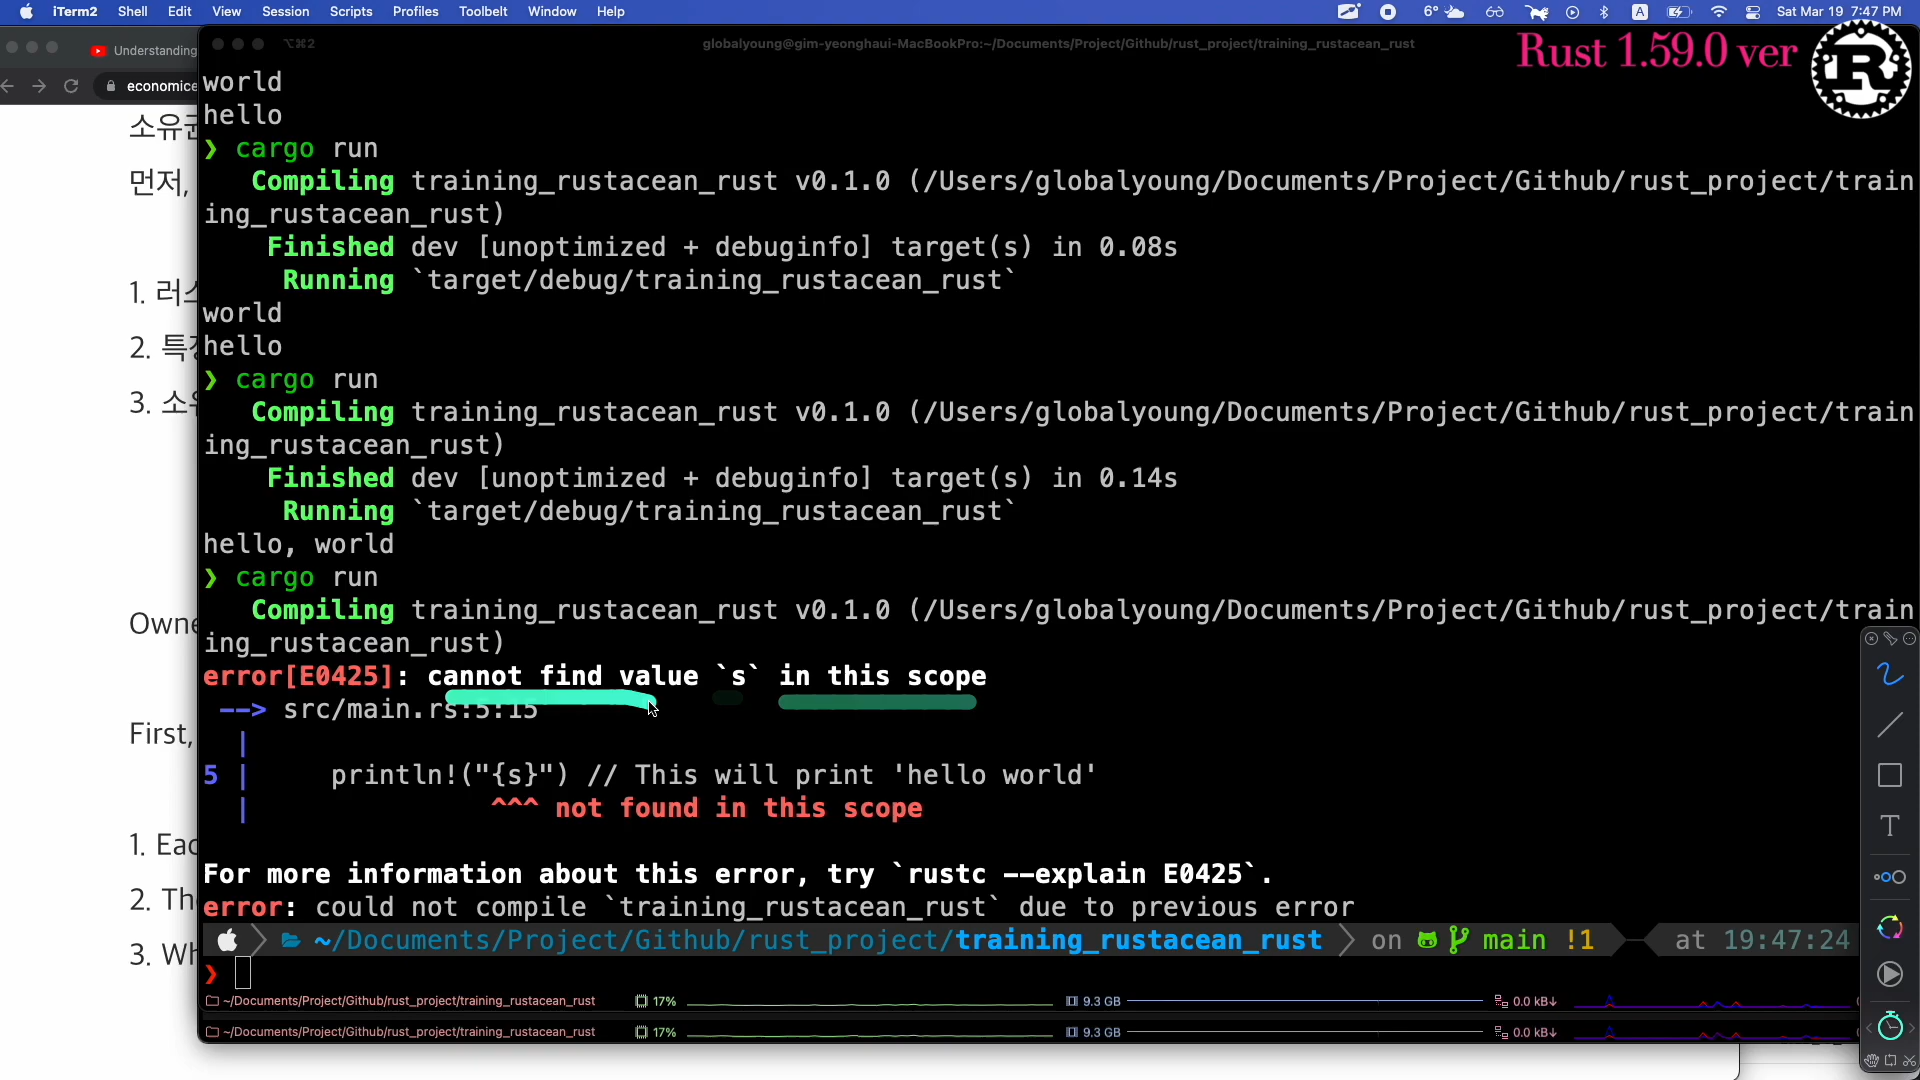 iTerm2 Shell Edit View Session Scripts Profiles Toolbelt Window Help 6° A Sat Mar 19 7:47 PM
Understanding
⌥⌘2 globalyoung@gim-yeonghaui-MacBookPro:~/Documents/Project/Github/rust_project/training_rustacean_rust
Rust 1.59.0 ver
R
economice
world
hello
❯ cargo run
Compiling training_rustacean_rust v0.1.0 (/Users/globalyoung/Documents/Project/Github/rust_project/train
ing_rustacean_rust)
Finished dev [unoptimized + debuginfo] target(s) in 0.08s
Running `target/debug/training_rustacean_rust`
world
hello
❯ cargo run
Compiling training_rustacean_rust v0.1.0 (/Users/globalyoung/Documents/Project/Github/rust_project/train
ing_rustacean_rust)
Finished dev [unoptimized + debuginfo] target(s) in 0.14s
Running `target/debug/training_rustacean_rust`
hello, world
❯ cargo run
Compiling training_rustacean_rust v0.1.0 (/Users/globalyoung/Documents/Project/Github/rust_project/train
ing_rustacean_rust)
error[E0425]: cannot find value `s` in this scope
--> src/main.rs:5:15
|
5 | println!("{s}") // This will print 'hello world'
| ^^^ not found in this scope
For more information about this error, try `rustc --explain E0425`.
error: could not compile `training_rustacean_rust` due to previous error
~/Documents/Project/Github/rust_project/training_rustacean_rust on main !1 at 19:47:24
❯
~/Documents/Project/Github/rust_project/training_rustacean_rust 17% 9.3 GB 0.0 kB↓
~/Documents/Project/Github/rust_project/training_rustacean_rust 17% 9.3 GB 0.0 kB↓
먼저,
1. 러스
2. 특정
3. 소유
Owne
First,
1. Eac
2. Th
3. Wh
T